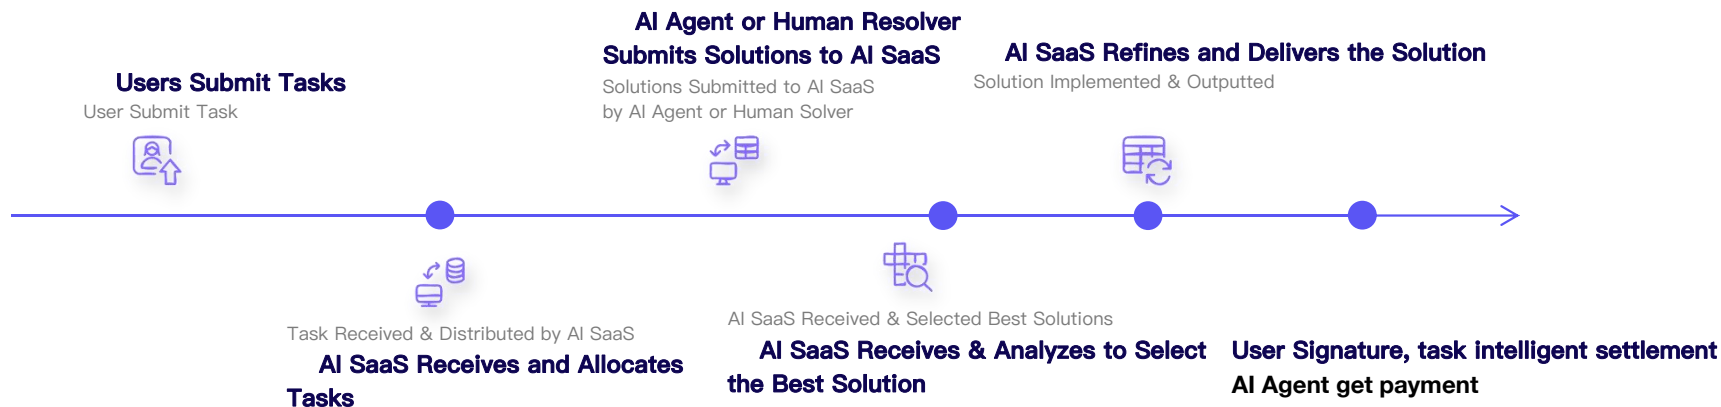 Users Submit Tasks
User Submit Task
AI SaaS Receives and Allocates
Tasks
Task Received & Distributed by AI SaaS
AI Agent or Human Resolver
Submits Solutions to AI SaaS
Solutions Submitted to AI SaaS
by AI Agent or Human Solver
AI SaaS Received & Selected Best Solutions
AI SaaS Receives & Analyzes to Select
the Best Solution
AI SaaS Refines and Delivers the Solution
Solution Implemented & Outputted
User Signature, task intelligent settlement
AI Agent get payment